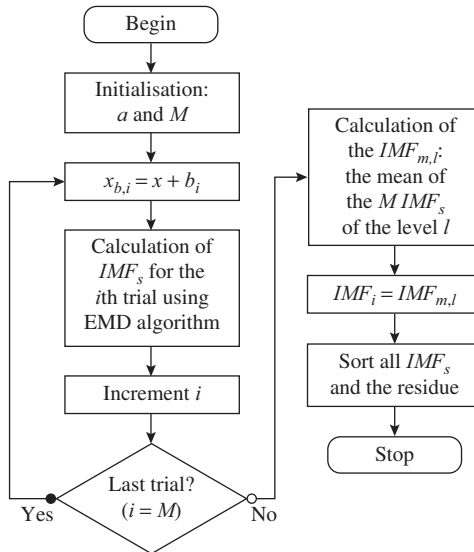 Begin
Initialisation:
a and M
x_{b,i} = x + b_i
Calculation of
IMF_s for the
ith trial using
EMD algorithm
Increment i
Last trial?
(i = M)
Yes
No
Calculation of
the IMF_{m,l}:
the mean of
the M IMF_s
of the level l
IMF_i = IMF_{m,l}
Sort all IMF_s
and the residue
Stop